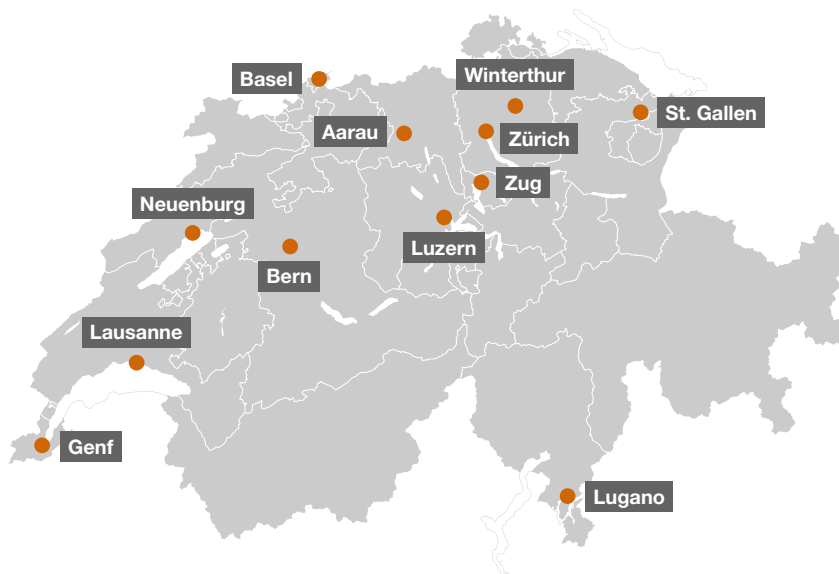 Basel
Winterthur
St. Gallen
Aarau
Zürich
Zug
Neuenburg
Luzern
Bern
Lausanne
Genf
Lugano